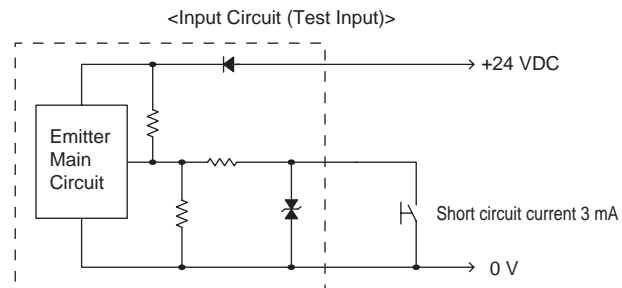 <Input Circuit (Test Input)>
+24 VDC
Emitter
Main
Circuit
Short circuit current 3 mA
0 V